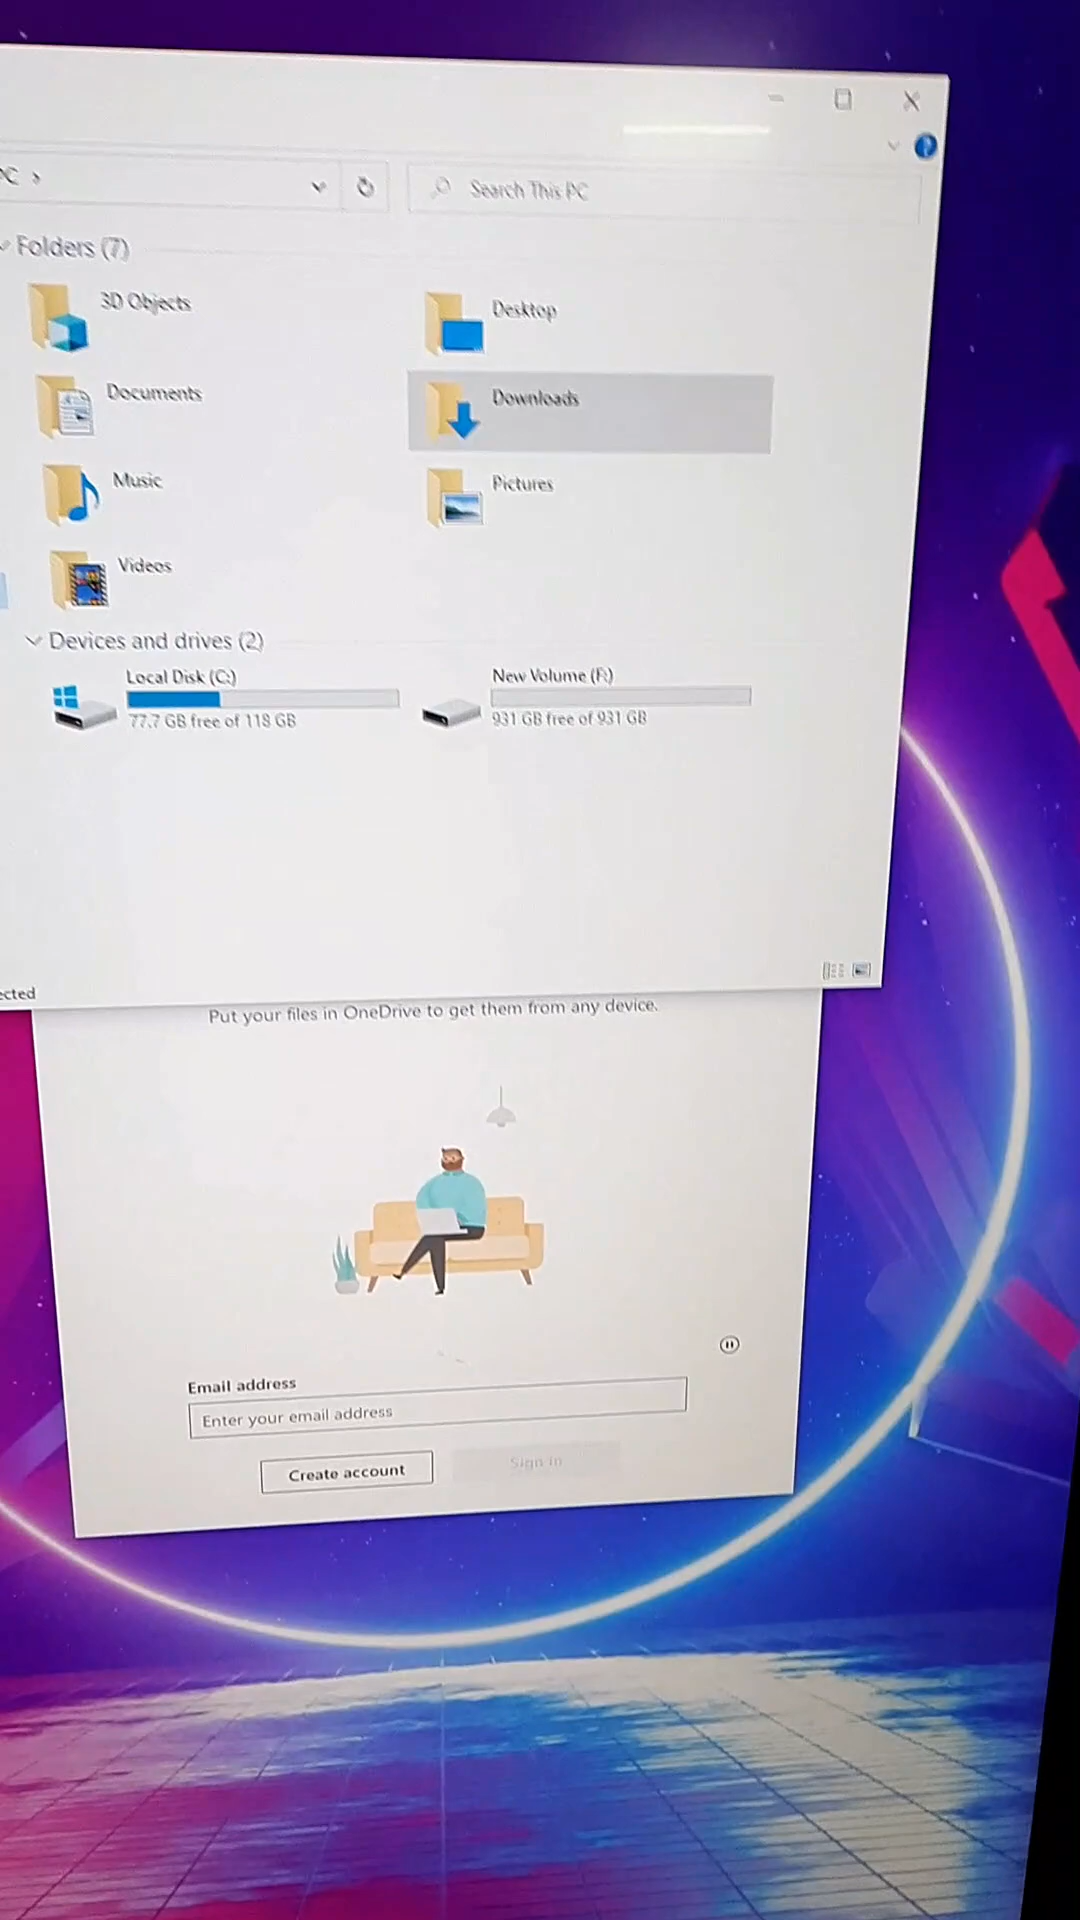 Search This PC
Folders (7)
3D Objects
Desktop
Documents
Downloads
Music
Pictures
Videos
Devices and drives (2)
Local Disk (C:)
77.7 GB free of 118 GB
New Volume (F:)
931 GB free of 931 GB
Put your files in OneDrive to get them from any device.
Email address
Enter your email address
Create account
Sign in